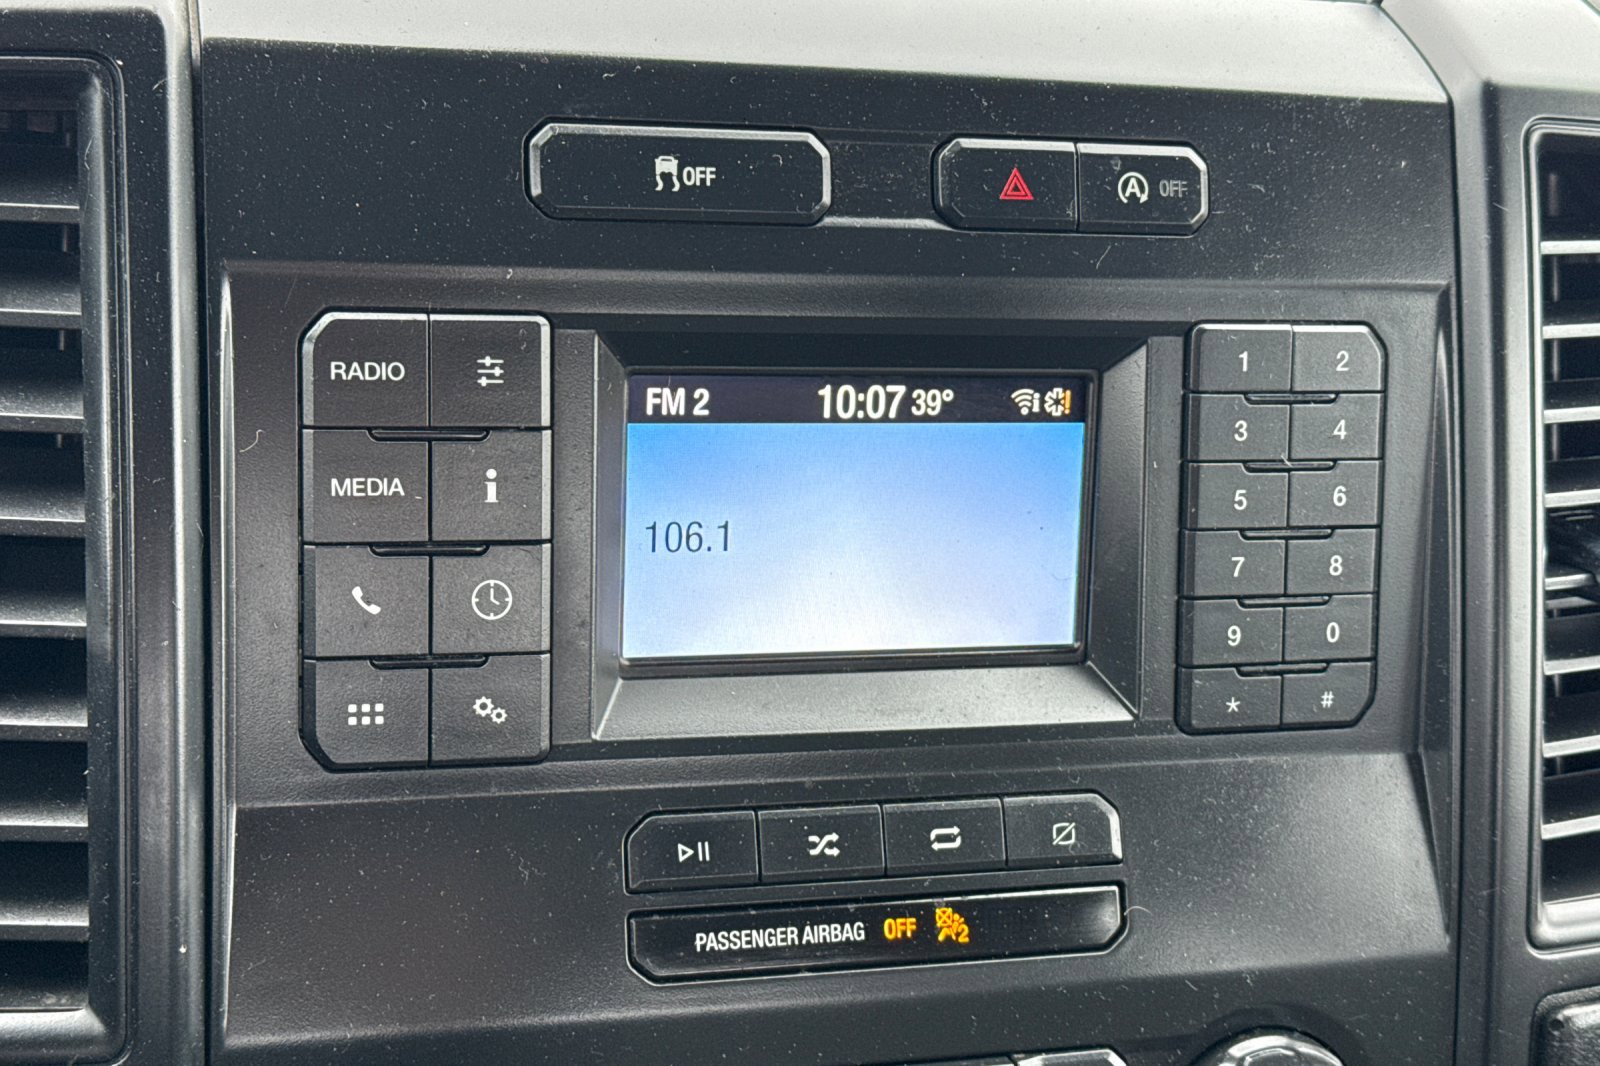 OFF
A OFF
RADIO
MEDIA
FM 2 10:07 39° i !
106.1
i
1 2
3 4
5 6
7 8
9 0
* #
PASSENGER AIRBAG OFF 2